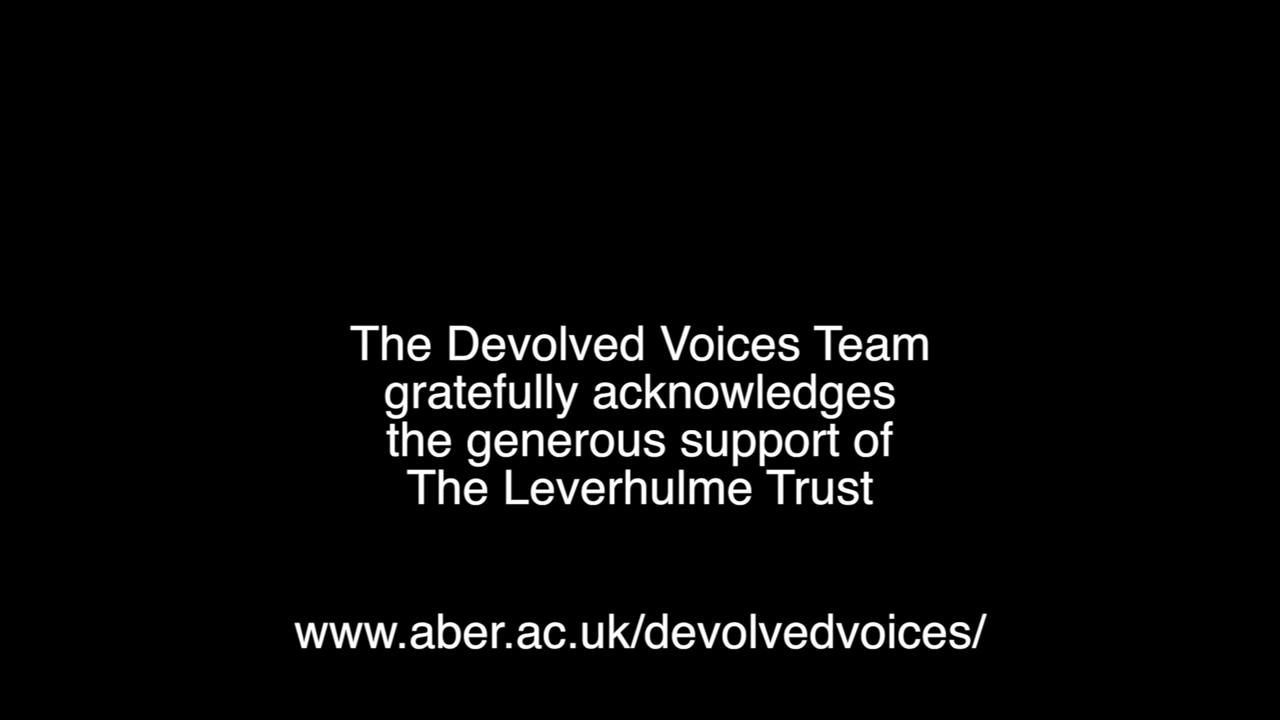 The Devolved Voices Team
gratefully acknowledges
the generous support of
The Leverhulme Trust
www.aber.ac.uk/devolvedvoices/